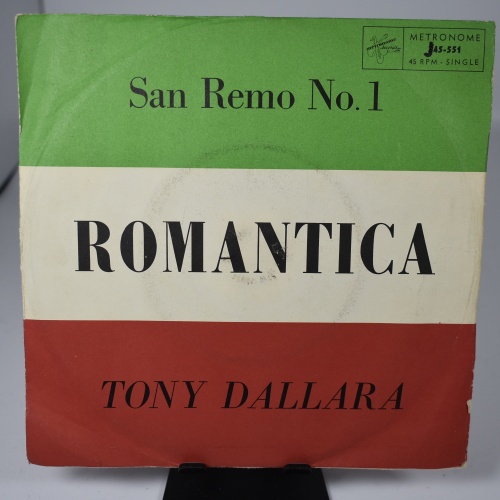 METRONOME
J45-551
45 RPM - SINGLE
San Remo No. 1
ROMANTICA
TONY DALLARA